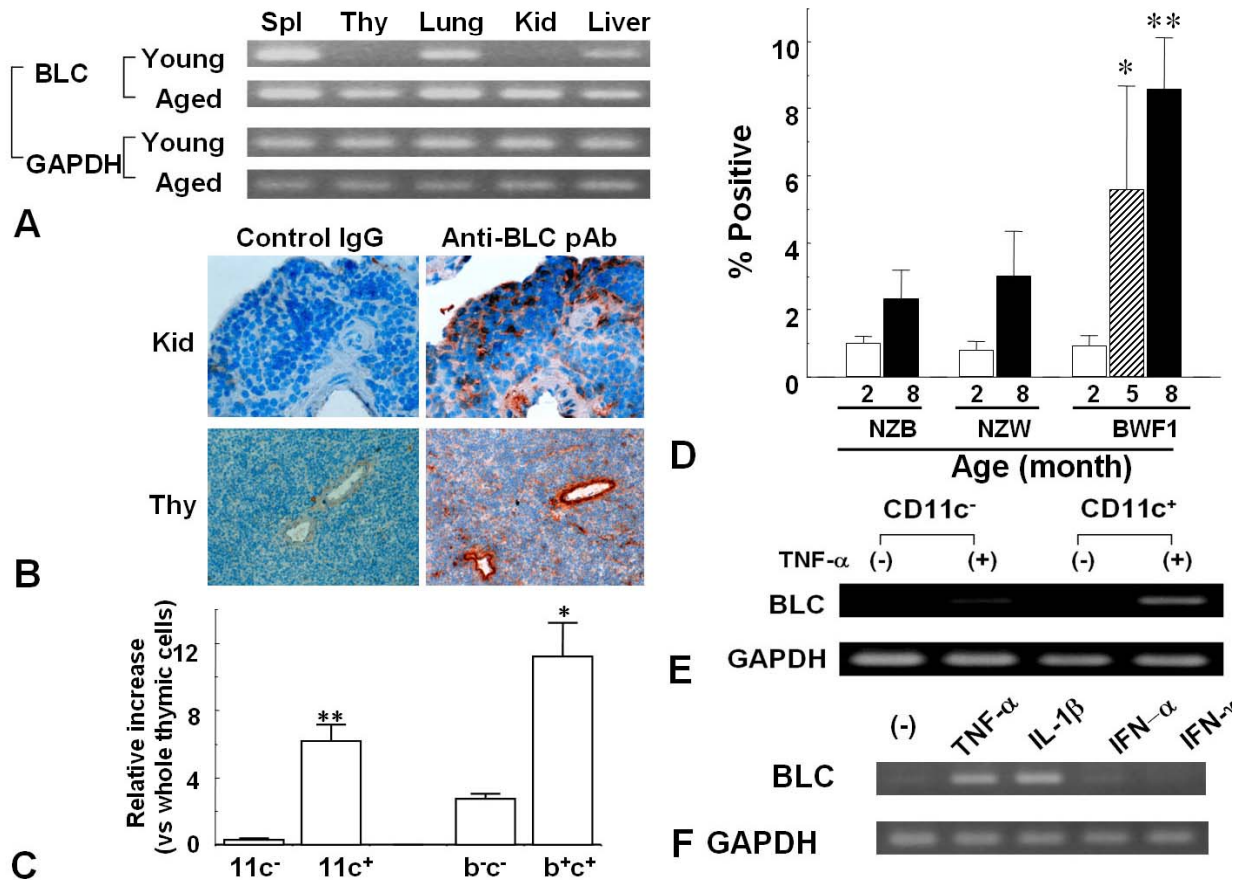 Spl Thy Lung Kid Liver
BLC
Young
Aged
GAPDH
Young
Aged
A
Control IgG Anti-BLC pAb
Kid
Thy
B
Relative increase
(vs whole thymic cells)
12
8
4
0
**
*
11c⁻ 11c⁺ b⁻c⁻ b⁺c⁺
C
% Positive
10
8
6
4
2
0
*
**
2 8 2 8 2 5 8
NZB NZW BWF1
Age (month)
D
CD11c⁻ CD11c⁺
TNF-α (-) (+) (-) (+)
BLC
GAPDH
E
(-) TNF-α IL-1β IFN-α IFN-γ
BLC
GAPDH
F